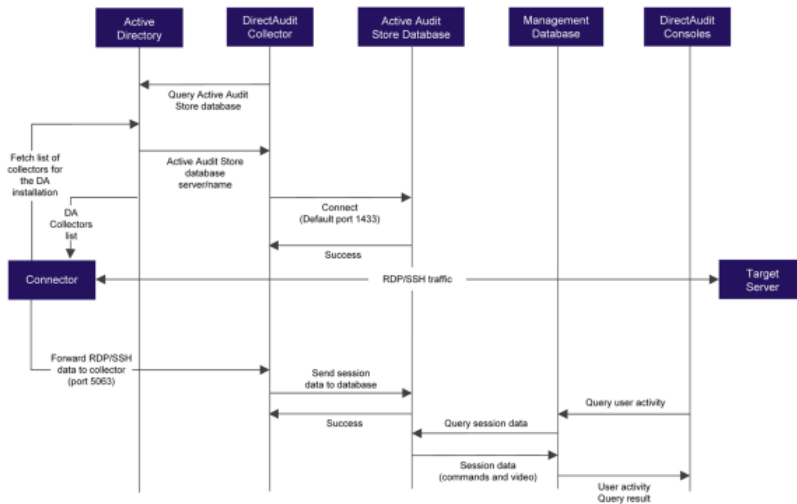 Active
Directory
DirectAudit
Collector
Active Audit
Store Database
Management
Database
DirectAudit
Consoles
Query Active Audit
Store database
Fetch list of
collectors for
the DA
installation
Active Audit Store
database
server/name
DA
Collectors
list
Connect
(Default port 1433)
Success
Connector
RDP/SSH traffic
Target
Server
Forward RDP/SSH
data to collector
(port 5063)
Send session
data to database
Success
Query user activity
Query session data
Session data
(commands and video)
User activity
Query result